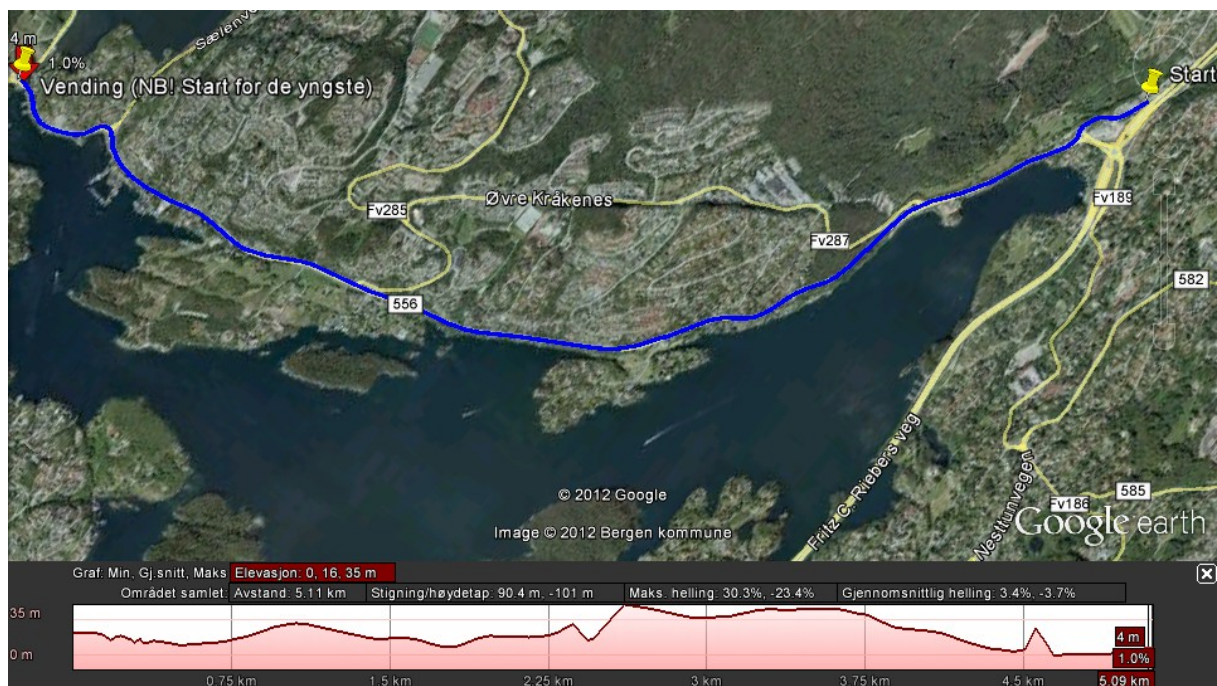 Sælenve
4 m
1.0%
Vending (NB! Start for de yngste)
Start
Øvre Kråkenes
Fv285
Fv189
Fv287
582
556
Fritz C. Riebers veg
© 2012 Google
585
Fv186
Nesttunvegen
Image © 2012 Bergen kommune
Google earth
Graf: Min, Gj.snitt, Maks Elevasjon: 0, 16, 35 m
Området samlet: Avstand: 5.11 km Stigning/høydetap: 90.4 m, -101 m Maks. helling: 30.3%, -23.4% Gjennomsnittlig helling: 3.4%, -3.7%
35 m
4 m
0 m
1.0%
0.75 km 1.5 km 2.25 km 3 km 3.75 km 4.5 km 5.09 km